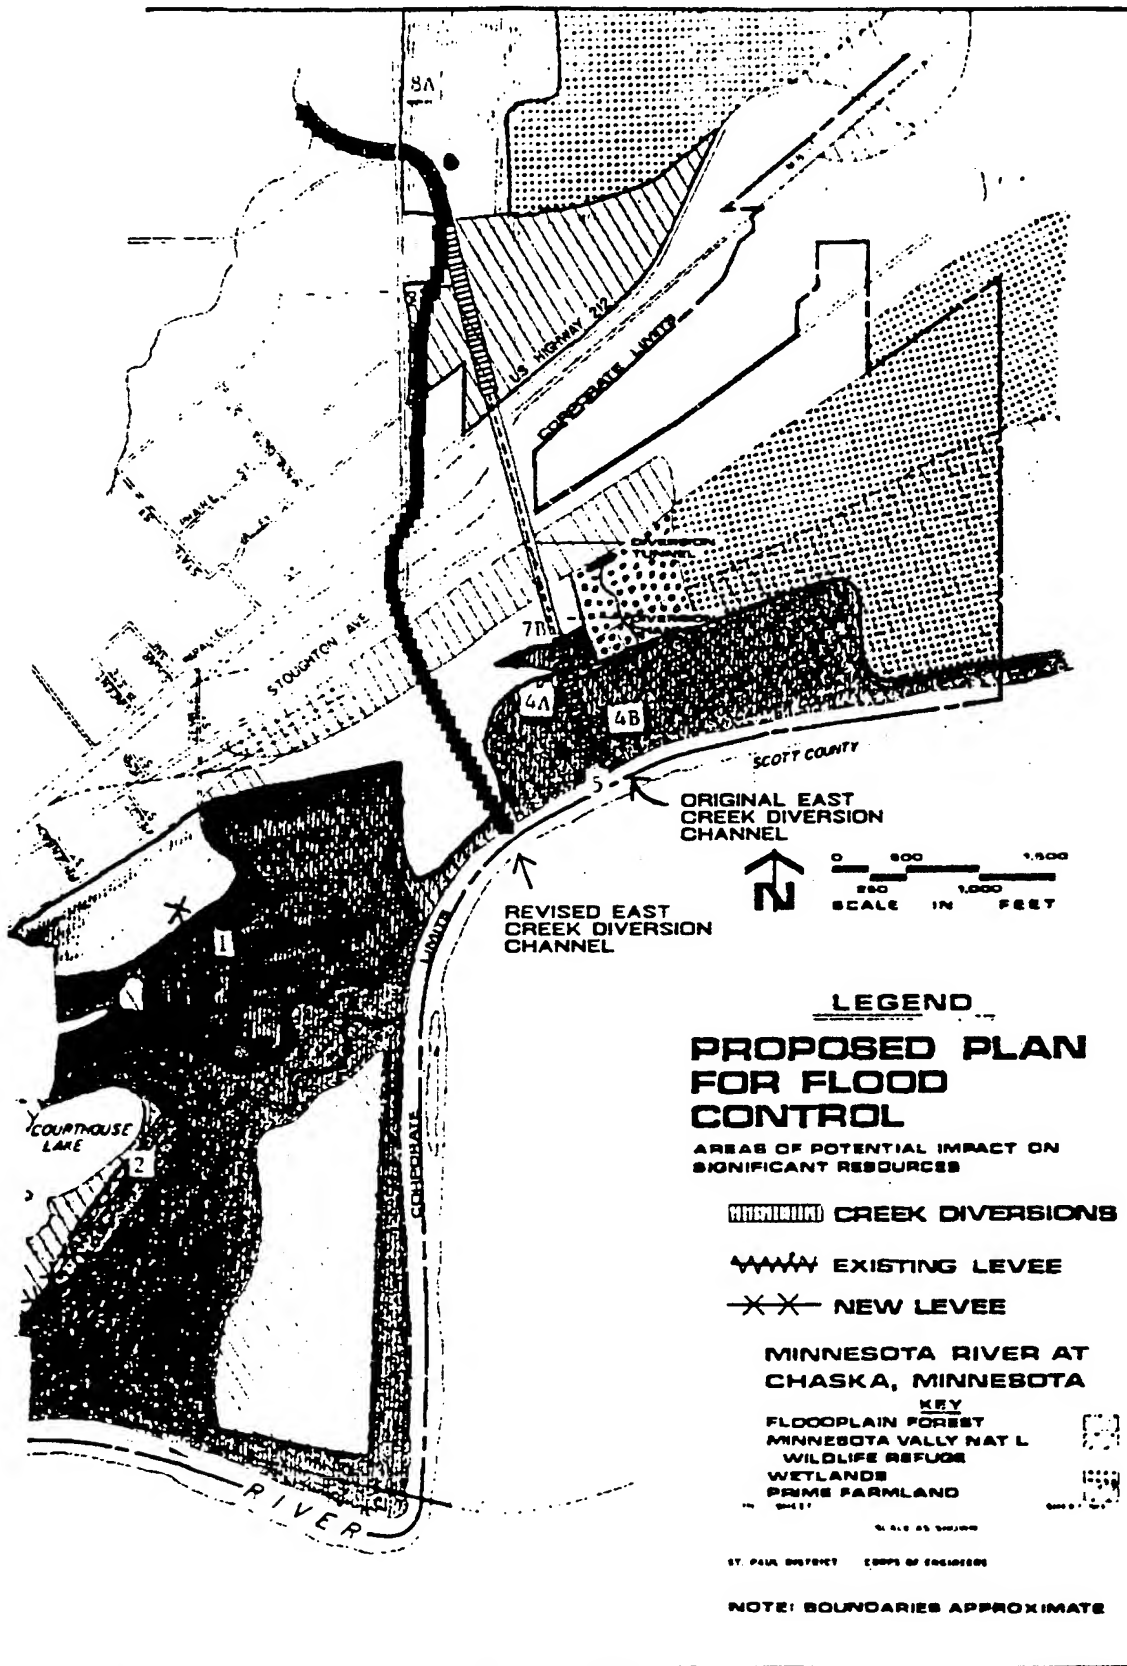 8A
U.S. HIGHWAY 212
CORPORATE LIMITS
DIVERSION
TUNNEL
7B
STOUGHTON AVE
4A
4B
5
SCOTT COUNTY
ORIGINAL EAST
CREEK DIVERSION
CHANNEL
0 500 1,500
250 1,000
SCALE IN FEET
N
REVISED EAST
CREEK DIVERSION
CHANNEL
1
LIMITS
CORPORATE
COURTHOUSE
LAKE
2
RIVER
LEGEND
PROPOSED PLAN
FOR FLOOD
CONTROL
AREAS OF POTENTIAL IMPACT ON
SIGNIFICANT RESOURCES
CREEK DIVERSIONS
EXISTING LEVEE
NEW LEVEE
MINNESOTA RIVER AT
CHASKA, MINNESOTA
KEY
FLOODPLAIN FOREST
MINNESOTA VALLY NAT L
WILDLIFE REFUGE
WETLANDS
PRIME FARMLAND
SCALE AS SHOWN
ST. PAUL DISTRICT CORPS OF ENGINEERS
NOTE: BOUNDARIES APPROXIMATE